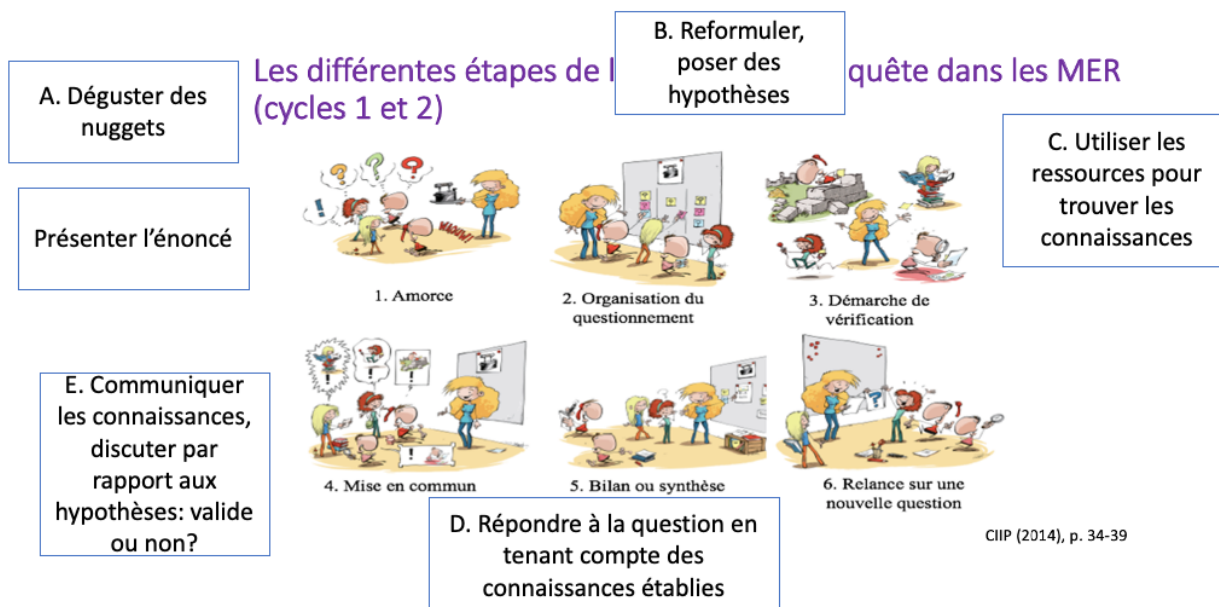 Les différentes étapes de l
quête dans les MER
(cycles 1 et 2)
A. Déguster des
nuggets
B. Reformuler,
poser des
hypothèses
C. Utiliser les
ressources pour
trouver les
connaissances
Présenter l’énoncé
WAOUW!
1. Amorce
2. Organisation du
questionnement
3. Démarche de
vérification
E. Communiquer
les connaissances,
discuter par
rapport aux
hypothèses: valide
ou non?
4. Mise en commun
5. Bilan ou synthèse
6. Relance sur une
nouvelle question
D. Répondre à la question en
tenant compte des
connaissances établies
CIIP (2014), p. 34-39